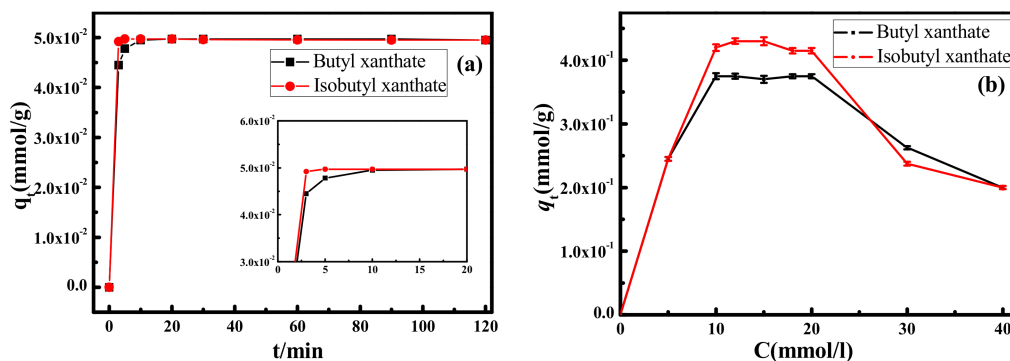 (a)
Butyl xanthate
Isobutyl xanthate
5.0x10⁻²
4.0x10⁻²
3.0x10⁻²
2.0x10⁻²
1.0x10⁻²
0.0
qt(mmol/g)
0 20 40 60 80 100 120
t/min
6.0x10⁻²
5.0x10⁻²
4.0x10⁻²
3.0x10⁻²
0 5 10 15 20
(b)
Butyl xanthate
Isobutyl xanthate
4.0x10⁻¹
3.0x10⁻¹
2.0x10⁻¹
1.0x10⁻¹
0.0
qt(mmol/g)
0 10 20 30 40
C(mmol/l)